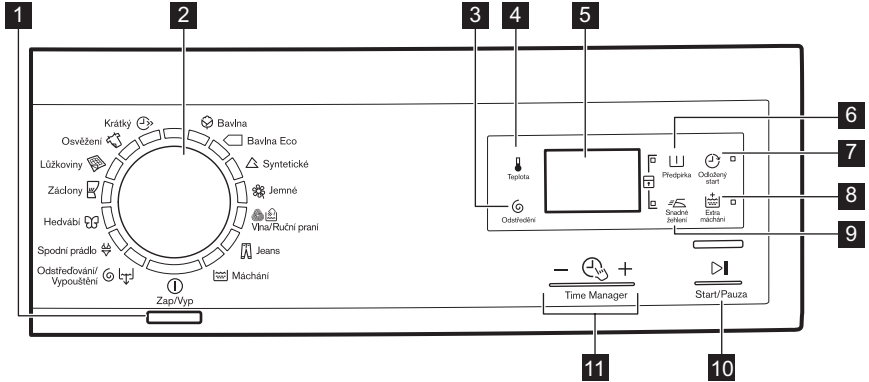 1
2
3
4
5
6
7
8
9
10
11
Krátký
Osvěžení
Lůžkoviny
Záclony
Hedvábí
Spodní prádlo
Odstřeďování/
Vypouštění
Bavlna
Bavlna Eco
Syntetické
Jemné
Vlna/Ruční praní
Jeans
Máchání
Zap/Vyp
Teplota
Odstředění
Předpírka
Odložený
start
Snadné
žehlení
Extra
máchání
Time Manager
Start/Pauza